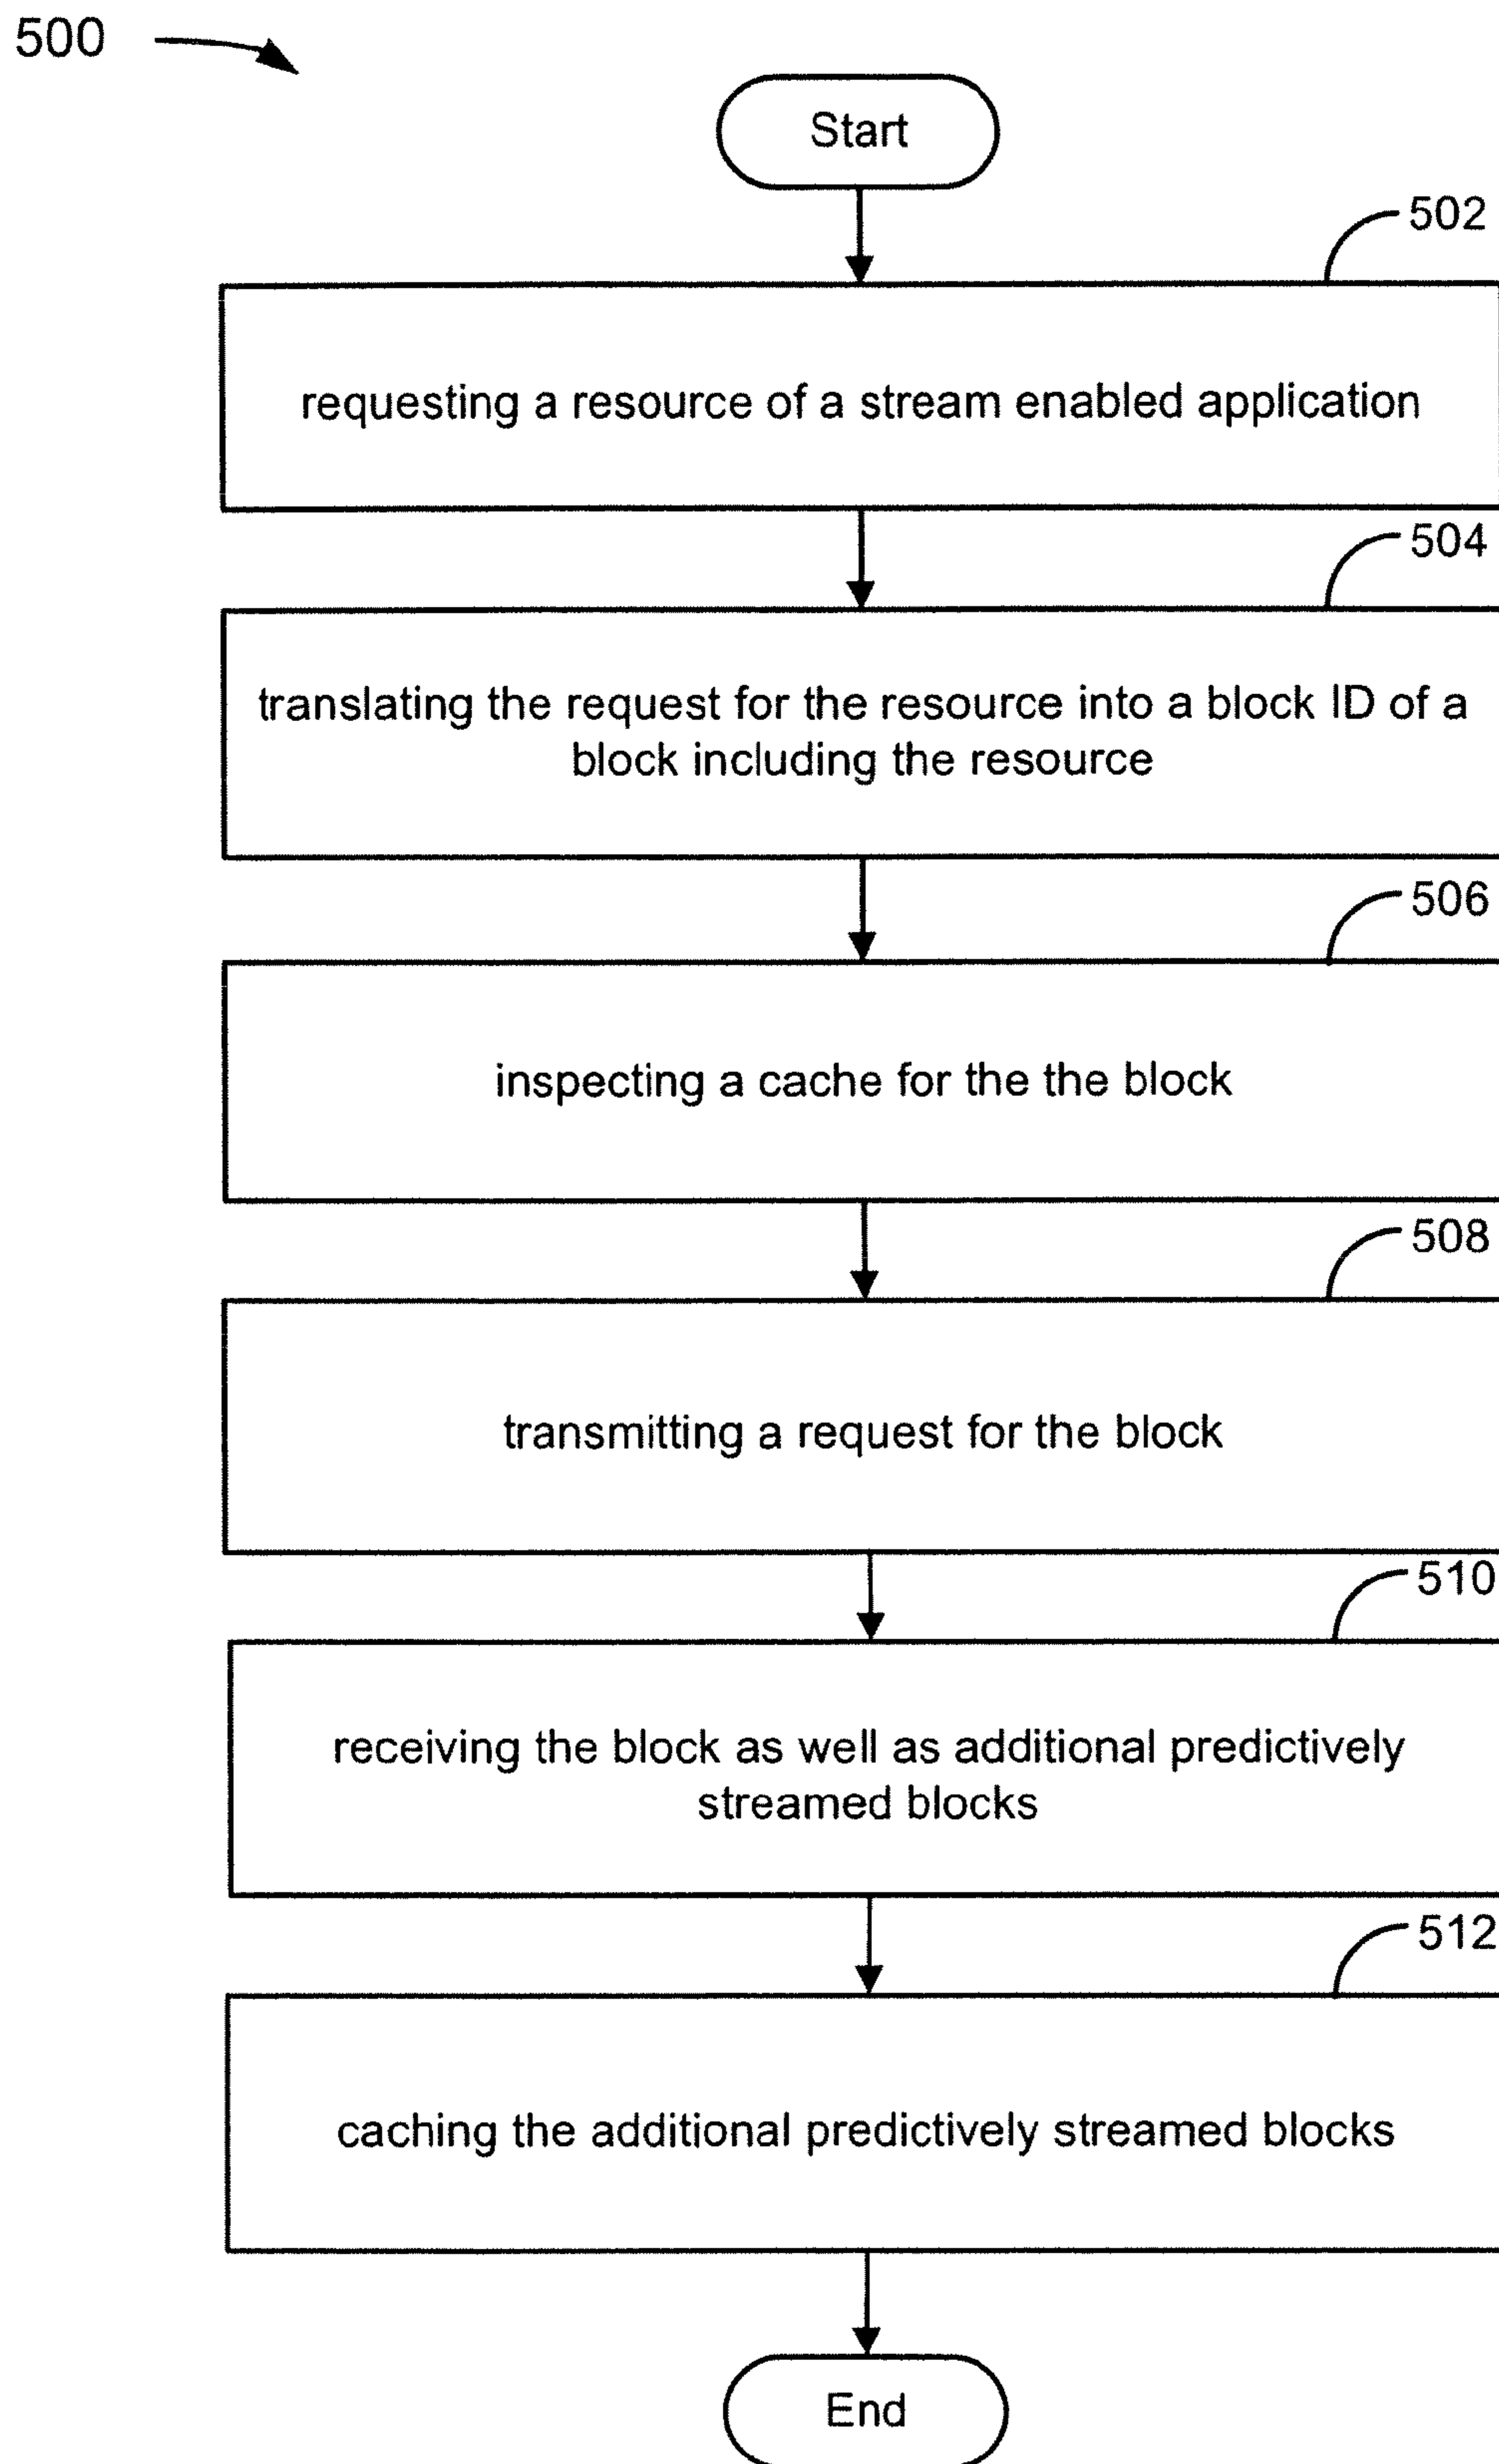 500
Start
502
requesting a resource of a stream enabled application
504
translating the request for the resource into a block ID of a
block including the resource
506
inspecting a cache for the the block
508
transmitting a request for the block
510
receiving the block as well as additional predictively
streamed blocks
512
caching the additional predictively streamed blocks
End